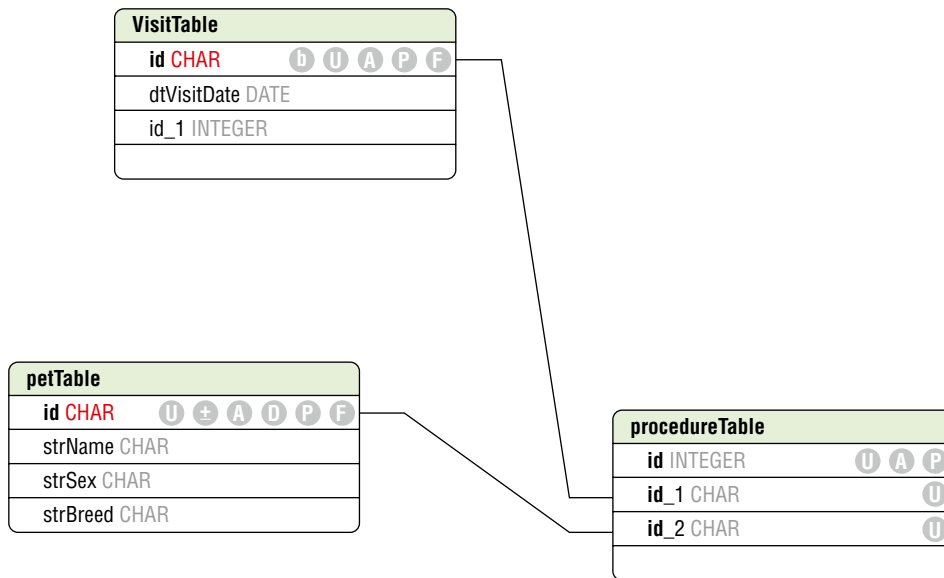 VisitTable
id CHAR b U A P F
dtVisitDate DATE
id_1 INTEGER
petTable
id CHAR U ± A D P F
strName CHAR
strSex CHAR
strBreed CHAR
procedureTable
id INTEGER U A P
id_1 CHAR U
id_2 CHAR U